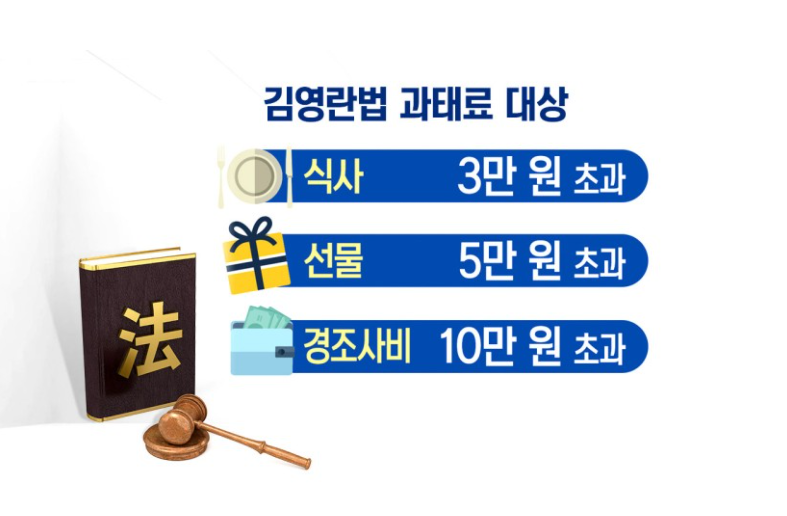 김영란법 과태료 대상
식사 3만 원 초과
선물 5만 원 초과
경조사비 10만 원 초과
法